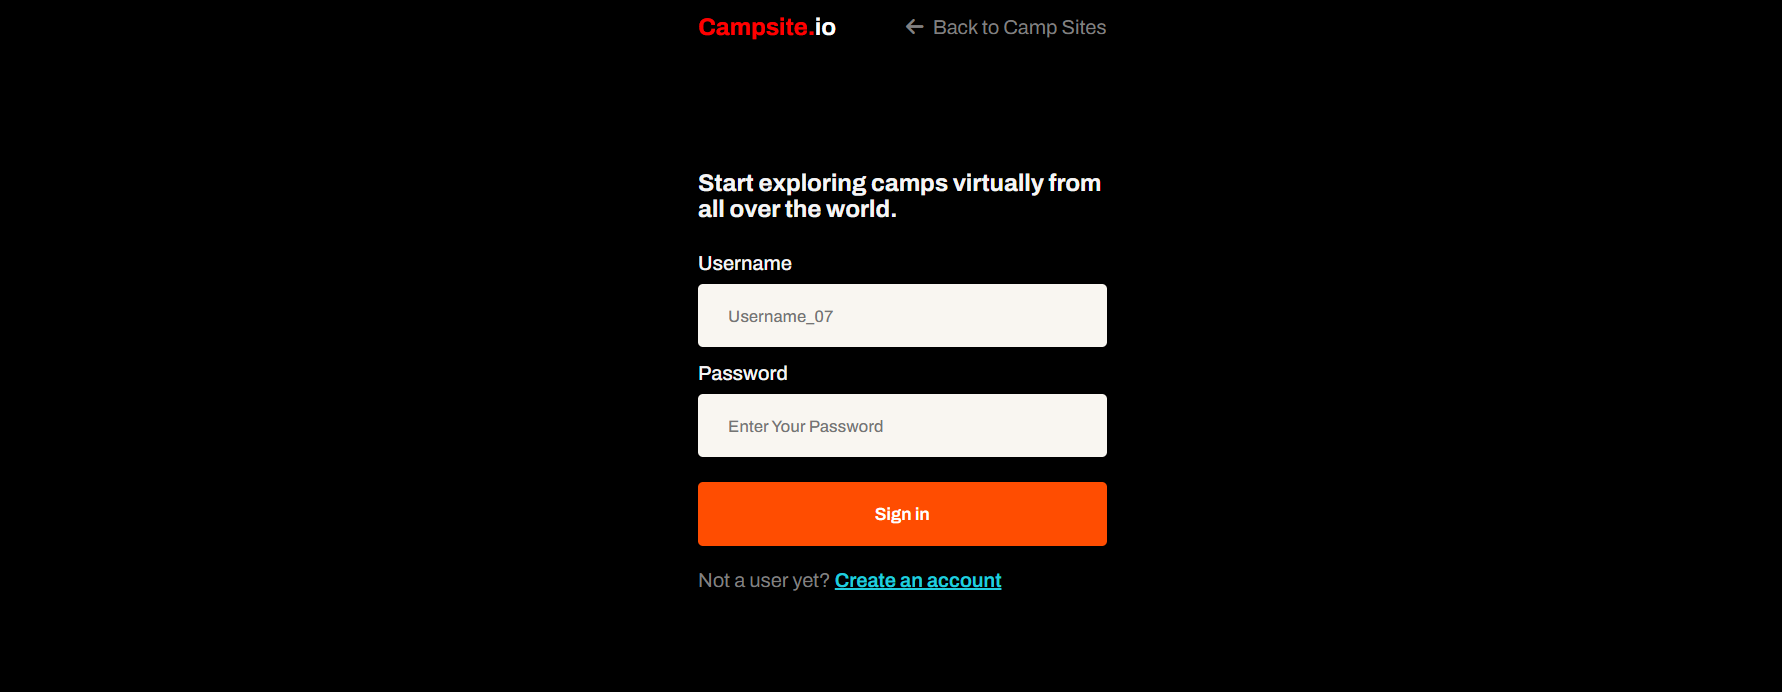 Campsite.io
Back to Camp Sites
Start exploring camps virtually from
all over the world.
Username
Username_07
Password
Enter Your Password
Sign in
Not a user yet? Create an account